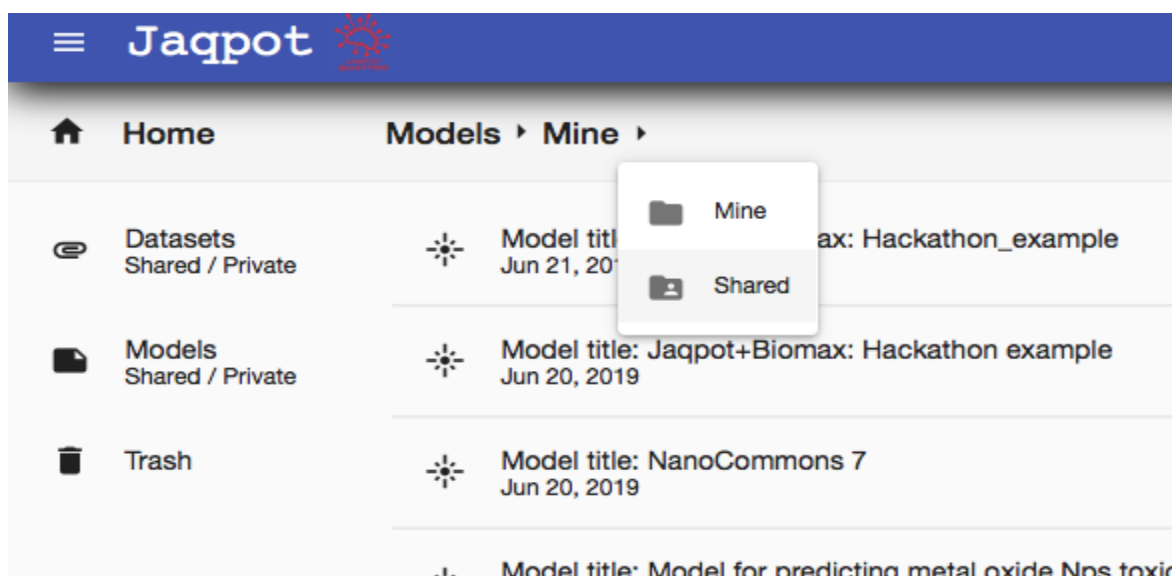 Jaqpot
Home
Models Mine
Mine
Shared
Datasets
Shared / Private
Models
Shared / Private
Trash
Model titl ax: Hackathon_example
Jun 21, 20
Model title: Jaqpot+Biomax: Hackathon example
Jun 20, 2019
Model title: NanoCommons 7
Jun 20, 2019
Model title: Model for predicting metal oxide Nps toxic